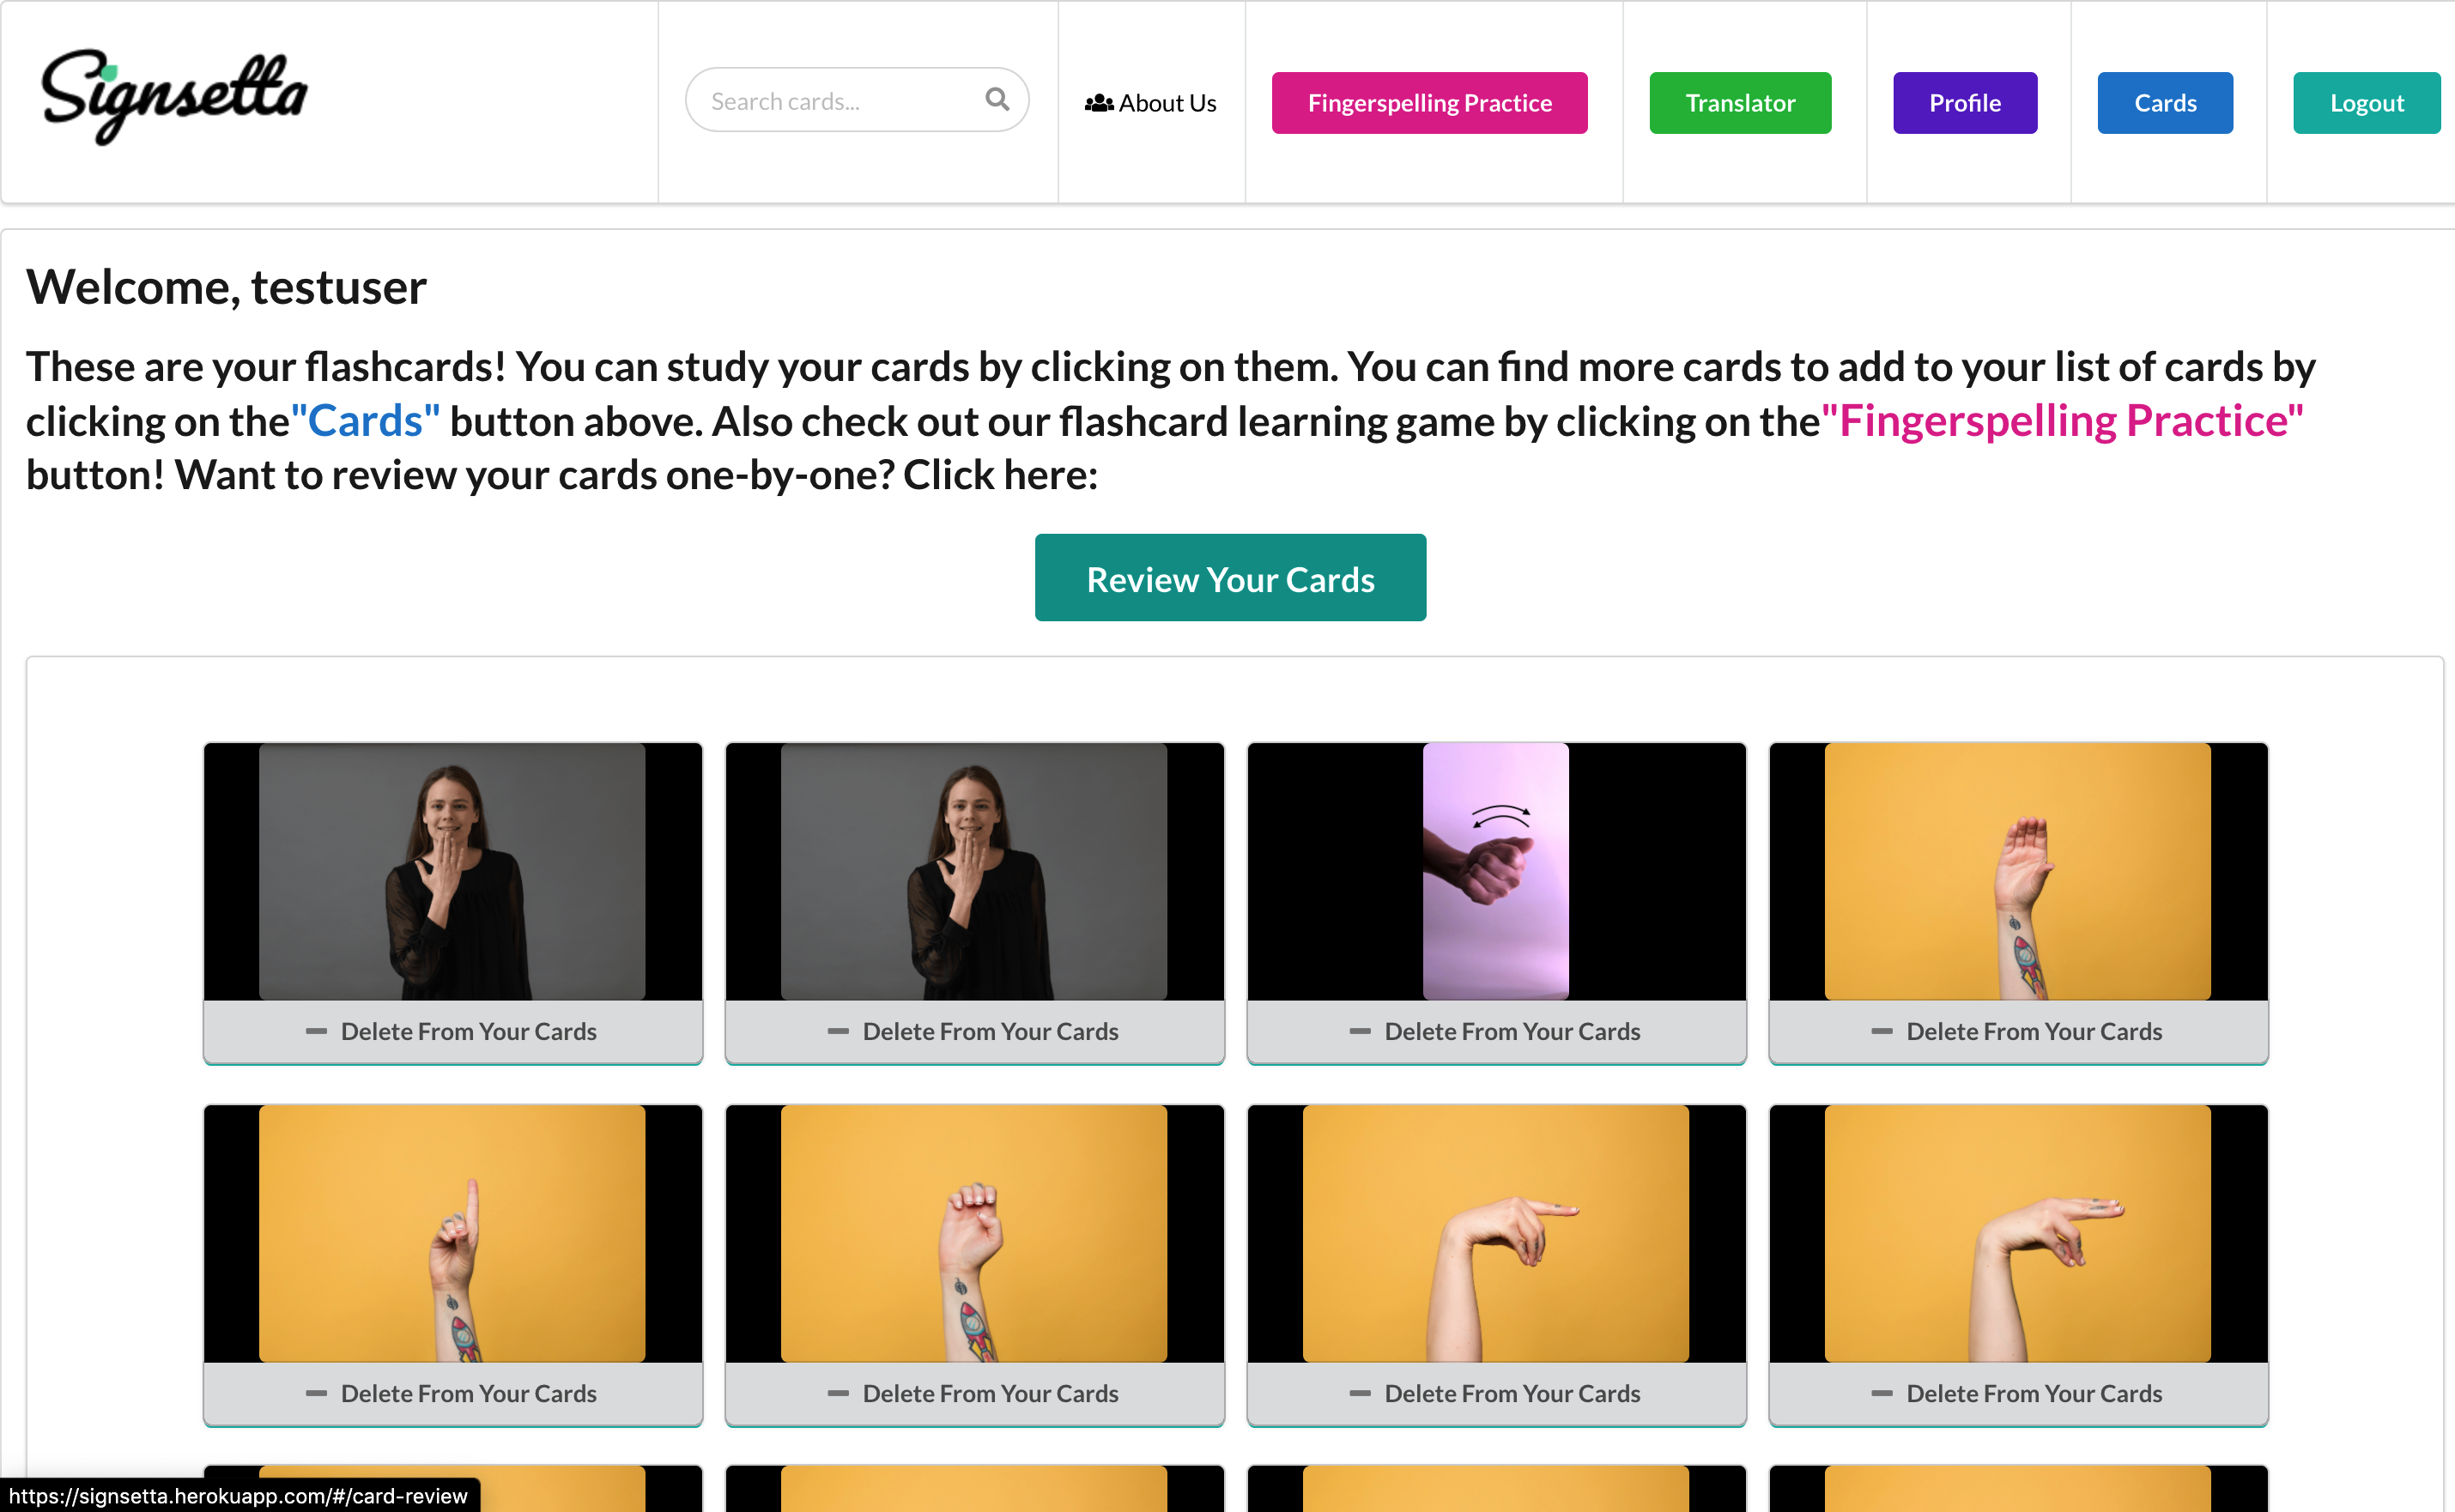 Signsetta
Search cards...
About Us
Fingerspelling Practice
Translator
Profile
Cards
Logout
Welcome, testuser
These are your flashcards! You can study your cards by clicking on them. You can find more cards to add to your list of cards by
clicking on the"Cards" button above. Also check out our flashcard learning game by clicking on the"Fingerspelling Practice"
button! Want to review your cards one-by-one? Click here:
Review Your Cards
Delete From Your Cards
Delete From Your Cards
Delete From Your Cards
Delete From Your Cards
Delete From Your Cards
Delete From Your Cards
Delete From Your Cards
Delete From Your Cards
https://signsetta.herokuapp.com/#/card-review